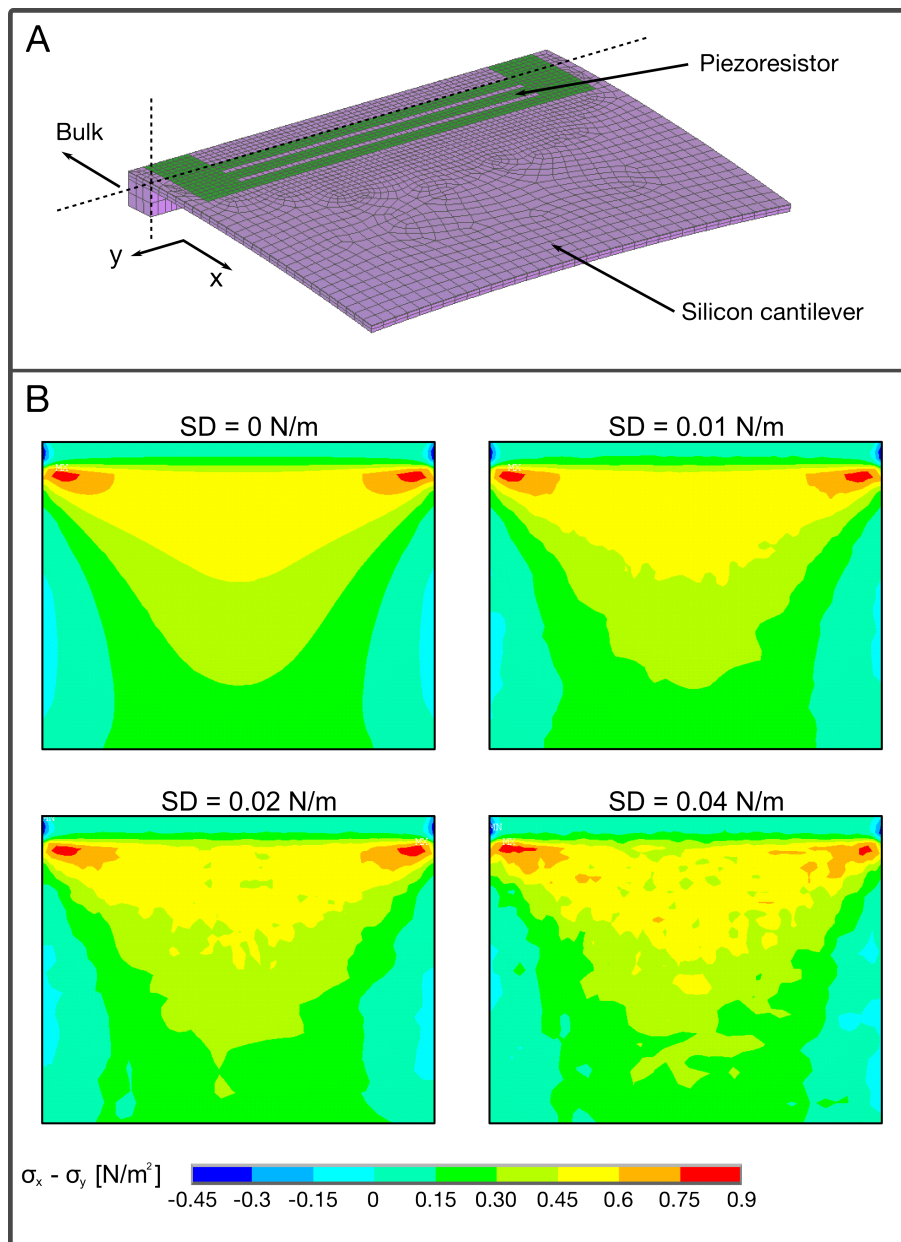 A
Piezoresistor
Bulk
y
x
Silicon cantilever
B
SD = 0 N/m
SD = 0.01 N/m
SD = 0.02 N/m
SD = 0.04 N/m
σx - σy [N/m²]
-0.45 -0.3 -0.15 0 0.15 0.30 0.45 0.6 0.75 0.9